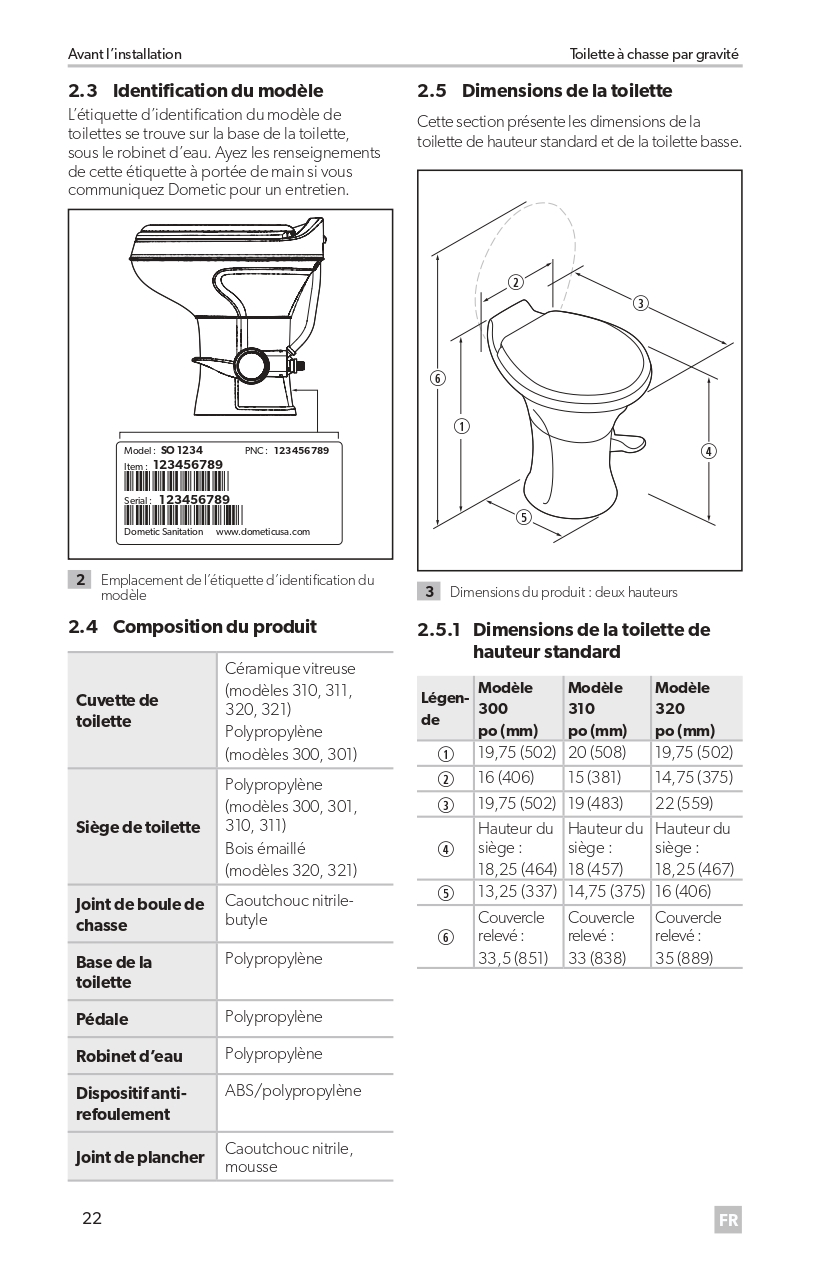 Avant l’installation
Toilette à chasse par gravité
2.3 Identification du modèle
L’étiquette d’identification du modèle de
toilettes se trouve sur la base de la toilette,
sous le robinet d’eau. Ayez les renseignements
de cette étiquette à portée de main si vous
communiquez Dometic pour un entretien.
Model : SO 1234 PNC : 123456789
Item : 123456789
Serial : 123456789
Dometic Sanitation www.dometicusa.com
2 Emplacement de l’étiquette d’identification du
modèle
2.4 Composition du produit
Cuvette de
toilette
Céramique vitreuse
(modèles 310, 311,
320, 321)
Polypropylène
(modèles 300, 301)
Siège de toilette
Polypropylène
(modèles 300, 301,
310, 311)
Bois émaillé
(modèles 320, 321)
Joint de boule de
chasse
Caoutchouc nitrile-
butyle
Base de la
toilette
Polypropylène
Pédale
Polypropylène
Robinet d’eau
Polypropylène
Dispositif anti-
refoulement
ABS/polypropylène
Joint de plancher
Caoutchouc nitrile,
mousse
2.5 Dimensions de la toilette
Cette section présente les dimensions de la
toilette de hauteur standard et de la toilette basse.
②
③
⑥
①
④
⑤
3 Dimensions du produit : deux hauteurs
2.5.1 Dimensions de la toilette de
hauteur standard
Légen-
de
Modèle
300
po (mm)
Modèle
310
po (mm)
Modèle
320
po (mm)
① 19,75 (502) 20 (508) 19,75 (502)
② 16 (406) 15 (381) 14,75 (375)
③ 19,75 (502) 19 (483) 22 (559)
④
Hauteur du
siège :
18,25 (464)
Hauteur du
siège :
18 (457)
Hauteur du
siège :
18,25 (467)
⑤ 13,25 (337) 14,75 (375) 16 (406)
⑥
Couvercle
relevé :
33,5 (851)
Couvercle
relevé :
33 (838)
Couvercle
relevé :
35 (889)
22
FR